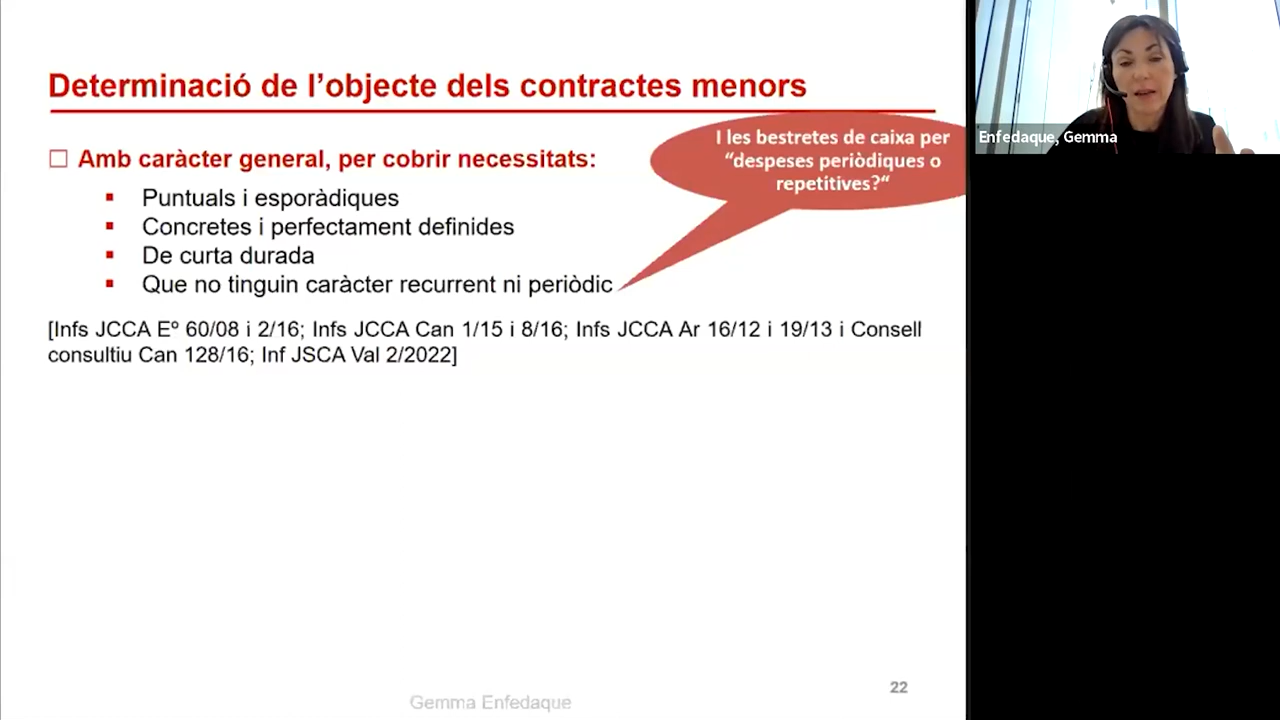 Determinació de l’objecte dels contractes menors
I les bestretes de caixa per
“despeses periòdiques o
repetitives?“
Amb caràcter general, per cobrir necessitats:
Puntuals i esporàdiques
Concretes i perfectament definides
De curta durada
Que no tinguin caràcter recurrent ni periòdic
[Infs JCCA Eº 60/08 i 2/16; Infs JCCA Can 1/15 i 8/16; Infs JCCA Ar 16/12 i 19/13 i Consell
consultiu Can 128/16; Inf JSCA Val 2/2022]
22
Gemma Enfedaque
Enfedaque, Gemma